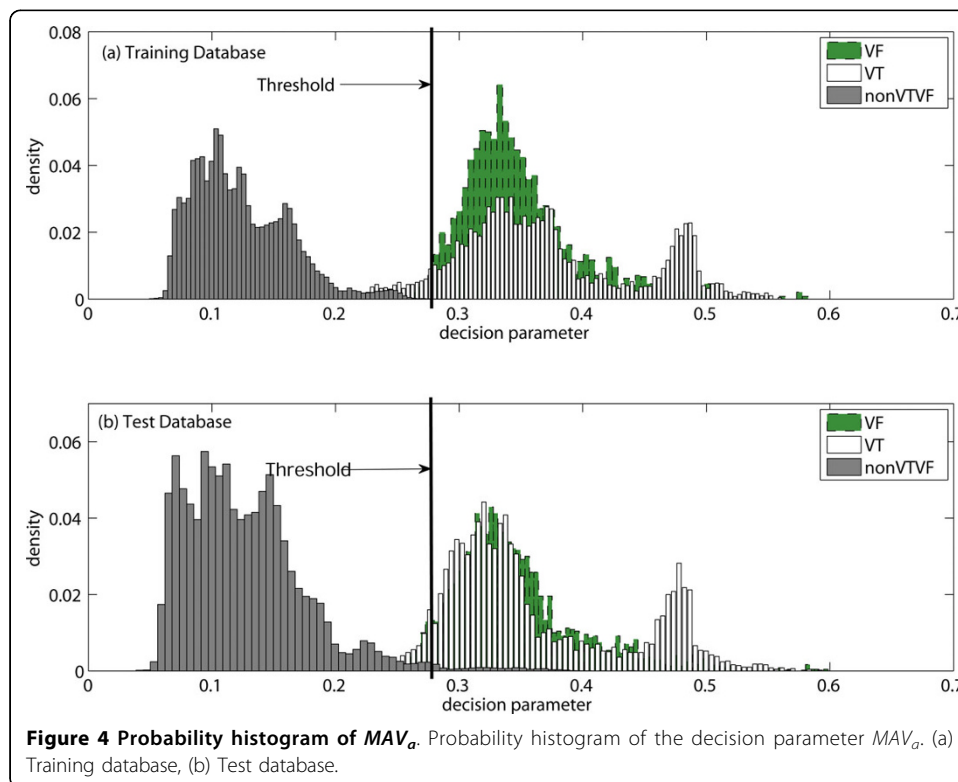 0.08
(a) Training Database
VF
VT
nonVTVF
Threshold
0.06
0.04
0.02
0
density
0 0.1 0.2 0.3 0.4 0.5 0.6 0.7
decision parameter
(b) Test Database
VF
VT
nonVTVF
0.06
Threshold
0.04
0.02
0
density
0 0.1 0.2 0.3 0.4 0.5 0.6 0.7
decision parameter
Figure 4 Probability histogram of MAVa. Probability histogram of the decision parameter MAVa. (a)
Training database, (b) Test database.